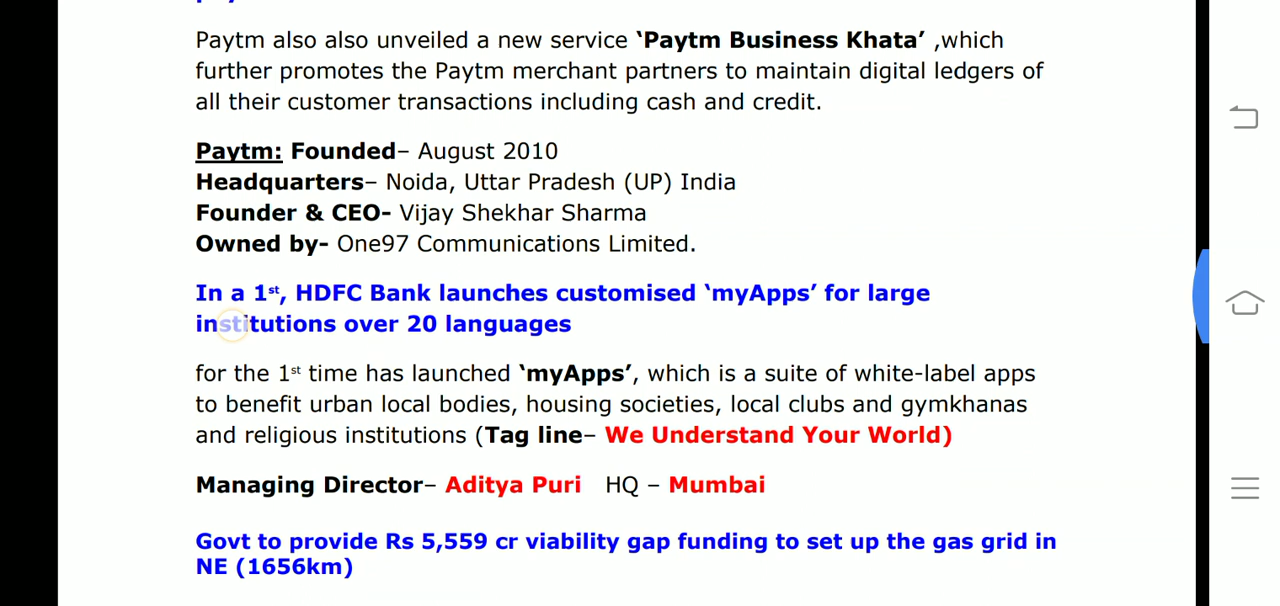 Paytm also also unveiled a new service ‘Paytm Business Khata’ ,which
further promotes the Paytm merchant partners to maintain digital ledgers of
all their customer transactions including cash and credit.
Paytm: Founded– August 2010
Headquarters– Noida, Uttar Pradesh (UP) India
Founder & CEO- Vijay Shekhar Sharma
Owned by- One97 Communications Limited.
In a 1st, HDFC Bank launches customised ‘myApps’ for large
institutions over 20 languages
for the 1st time has launched ‘myApps’, which is a suite of white-label apps
to benefit urban local bodies, housing societies, local clubs and gymkhanas
and religious institutions (Tag line– We Understand Your World)
Managing Director– Aditya Puri HQ – Mumbai
Govt to provide Rs 5,559 cr viability gap funding to set up the gas grid in
NE (1656km)